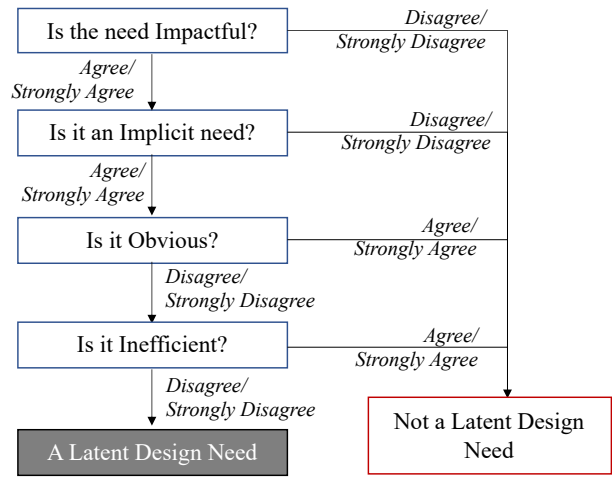 Is the need Impactful?
Disagree/
Strongly Disagree
Agree/
Strongly Agree
Is it an Implicit need?
Disagree/
Strongly Disagree
Agree/
Strongly Agree
Is it Obvious?
Agree/
Strongly Agree
Disagree/
Strongly Disagree
Is it Inefficient?
Agree/
Strongly Agree
Disagree/
Strongly Disagree
A Latent Design Need
Not a Latent Design
Need